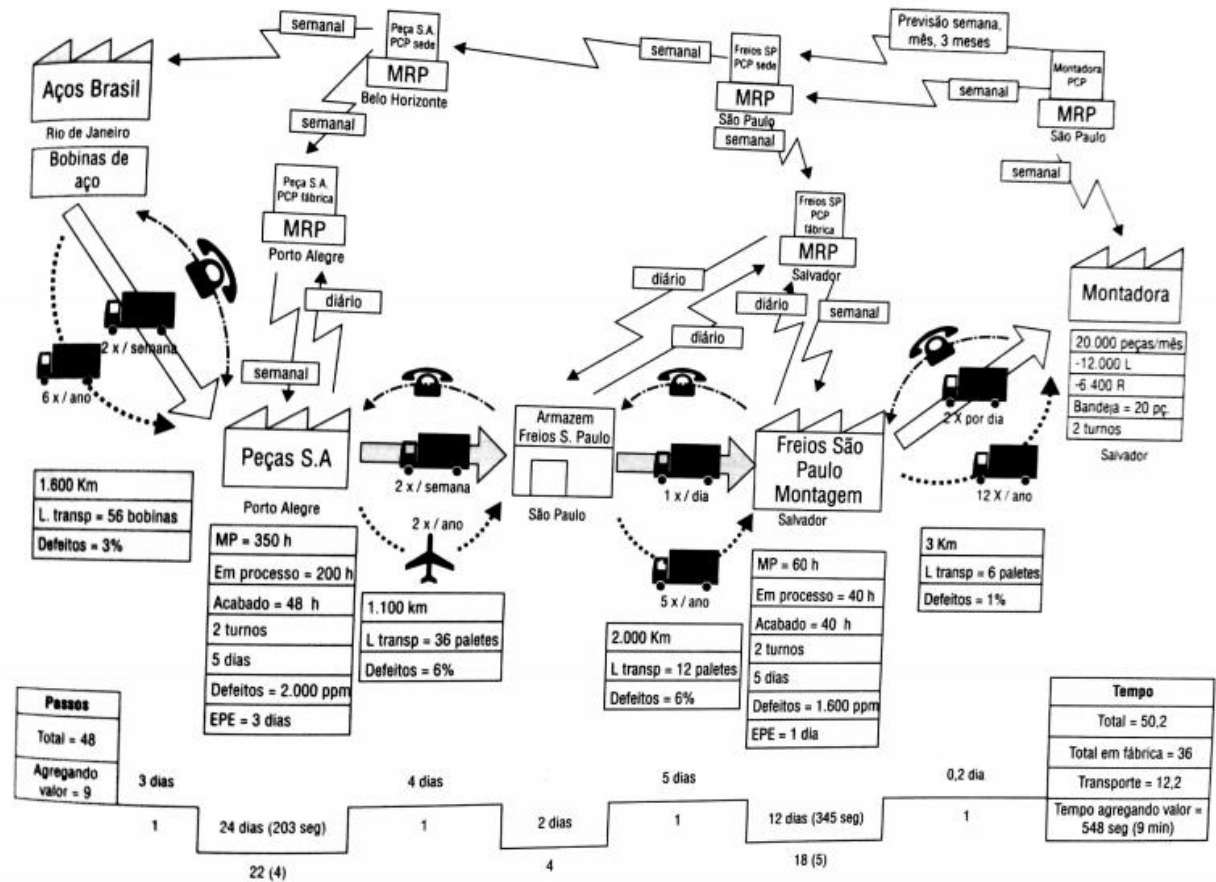 semanal
Peça S.A.
PCP sede
MRP
Belo Horizonte
semanal
Freios SP
PCP sede
MRP
São Paulo
Previsão semana,
mês, 3 meses
semanal
Montadora
PCP
MRP
São Paulo
Aços Brasil
Rio de Janeiro
Bobinas de
aço
semanal
Peça S.A.
PCP fábrica
MRP
Porto Alegre
semanal
Freios SP
PCP
fábrica
MRP
Salvador
semanal
2 x / semana
6 x / ano
diário
semanal
diário
diário
diário
semanal
Montadora
20.000 peças/mês
-12.000 L
-6.400 R
Bandeja = 20 pç.
2 turnos
Salvador
Peças S.A
Porto Alegre
2 x / semana
2 x / ano
Armazem
Freios S. Paulo
São Paulo
1 x / dia
5 x / ano
Freios São
Paulo
Montagem
Salvador
2 X por dia
12 X / ano
1.600 Km
L. transp = 56 bobinas
Defeitos = 3%
MP = 350 h
Em processo = 200 h
Acabado = 48 h
2 turnos
5 dias
Defeitos = 2.000 ppm
EPE = 3 dias
1.100 km
L transp = 36 paletes
Defeitos = 6%
2.000 Km
L transp = 12 paletes
Defeitos = 6%
MP = 60 h
Em processo = 40 h
Acabado = 40 h
2 turnos
5 dias
Defeitos = 1.600 ppm
EPE = 1 dia
3 Km
L transp = 6 paletes
Defeitos = 1%
Passos
Total = 48
Agregando
valor = 9
3 dias
1
24 dias (203 seg)
22 (4)
4 dias
1
2 dias
4
5 dias
1
12 dias (345 seg)
18 (5)
0,2 dia
1
Tempo
Total = 50,2
Total em fábrica = 36
Transporte = 12,2
Tempo agregando valor =
548 seg (9 min)